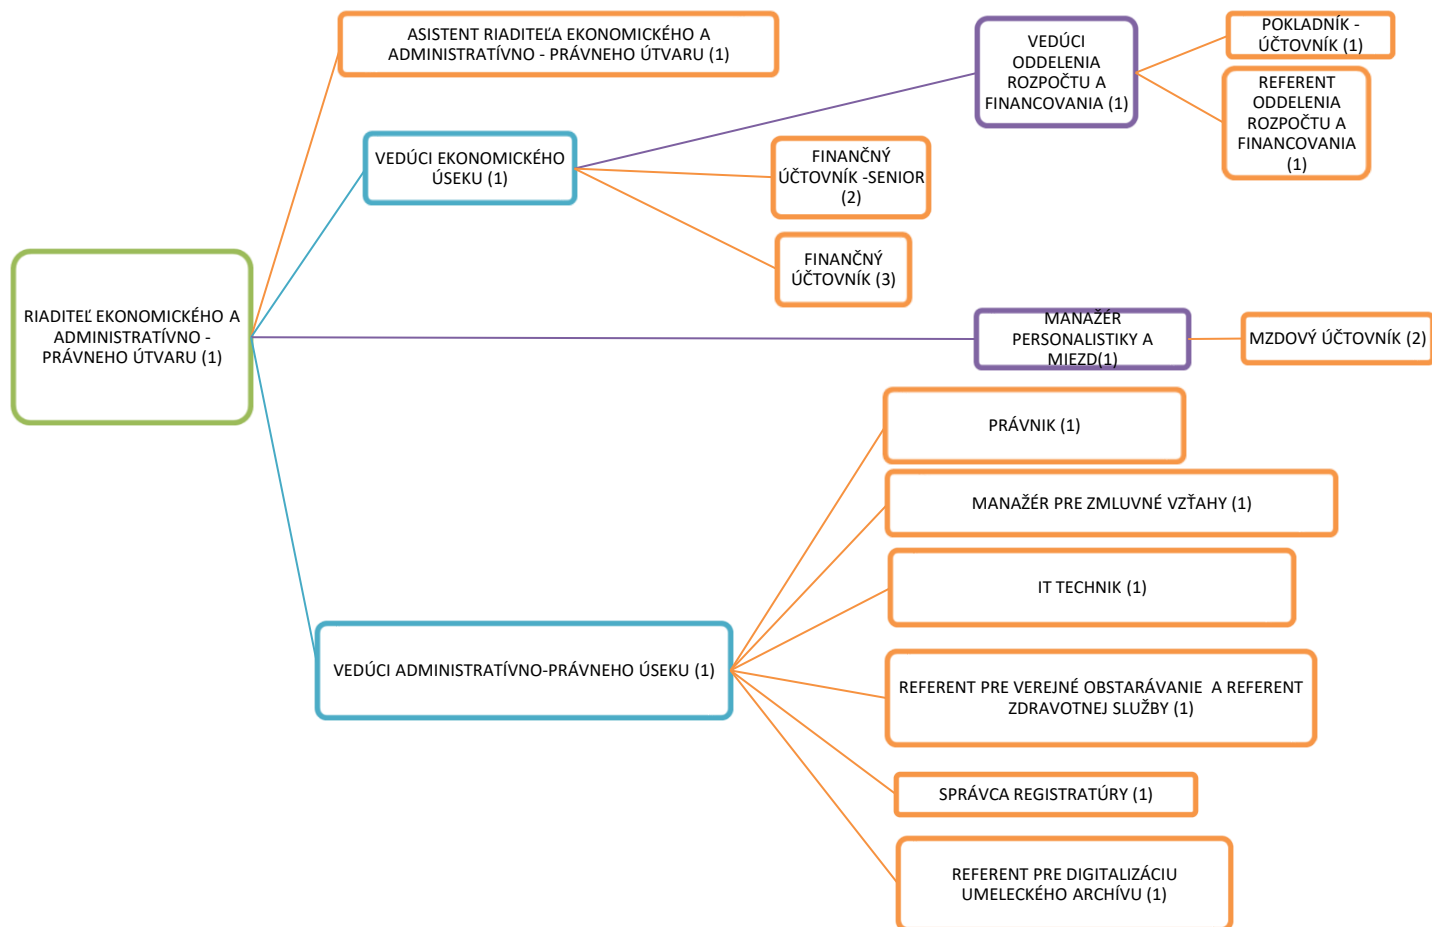 ASISTENT RIADITEĽA EKONOMICKÉHO A
ADMINISTRATÍVNO - PRÁVNEHO ÚTVARU (1)
VEDÚCI
ODDELENIA
ROZPOČTU A
FINANCOVANIA (1)
POKLADNÍK -
ÚČTOVNÍK (1)
REFERENT
ODDELENIA
ROZPOČTU A
FINANCOVANIA
(1)
VEDÚCI EKONOMICKÉHO
ÚSEKU (1)
FINANČNÝ
ÚČTOVNÍK -SENIOR
(2)
FINANČNÝ
ÚČTOVNÍK (3)
RIADITEĽ EKONOMICKÉHO A
ADMINISTRATÍVNO -
PRÁVNEHO ÚTVARU (1)
MANAŽÉR
PERSONALISTIKY A
MIEZD(1)
MZDOVÝ ÚČTOVNÍK (2)
PRÁVNIK (1)
MANAŽÉR PRE ZMLUVNÉ VZŤAHY (1)
IT TECHNIK (1)
VEDÚCI ADMINISTRATÍVNO-PRÁVNEHO ÚSEKU (1)
REFERENT PRE VEREJNÉ OBSTARÁVANIE  A REFERENT
ZDRAVOTNEJ SLUŽBY (1)
SPRÁVCA REGISTRATÚRY (1)
REFERENT PRE DIGITALIZÁCIU
UMELECKÉHO ARCHÍVU (1)